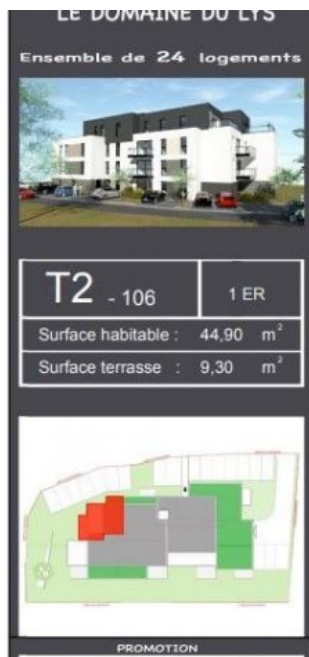 LE DOMAINE DU LYS
Ensemble de 24 logements
T2 - 106
1 ER
Surface habitable : 44,90 m²
Surface terrasse : 9,30 m²
N
PROMOTION